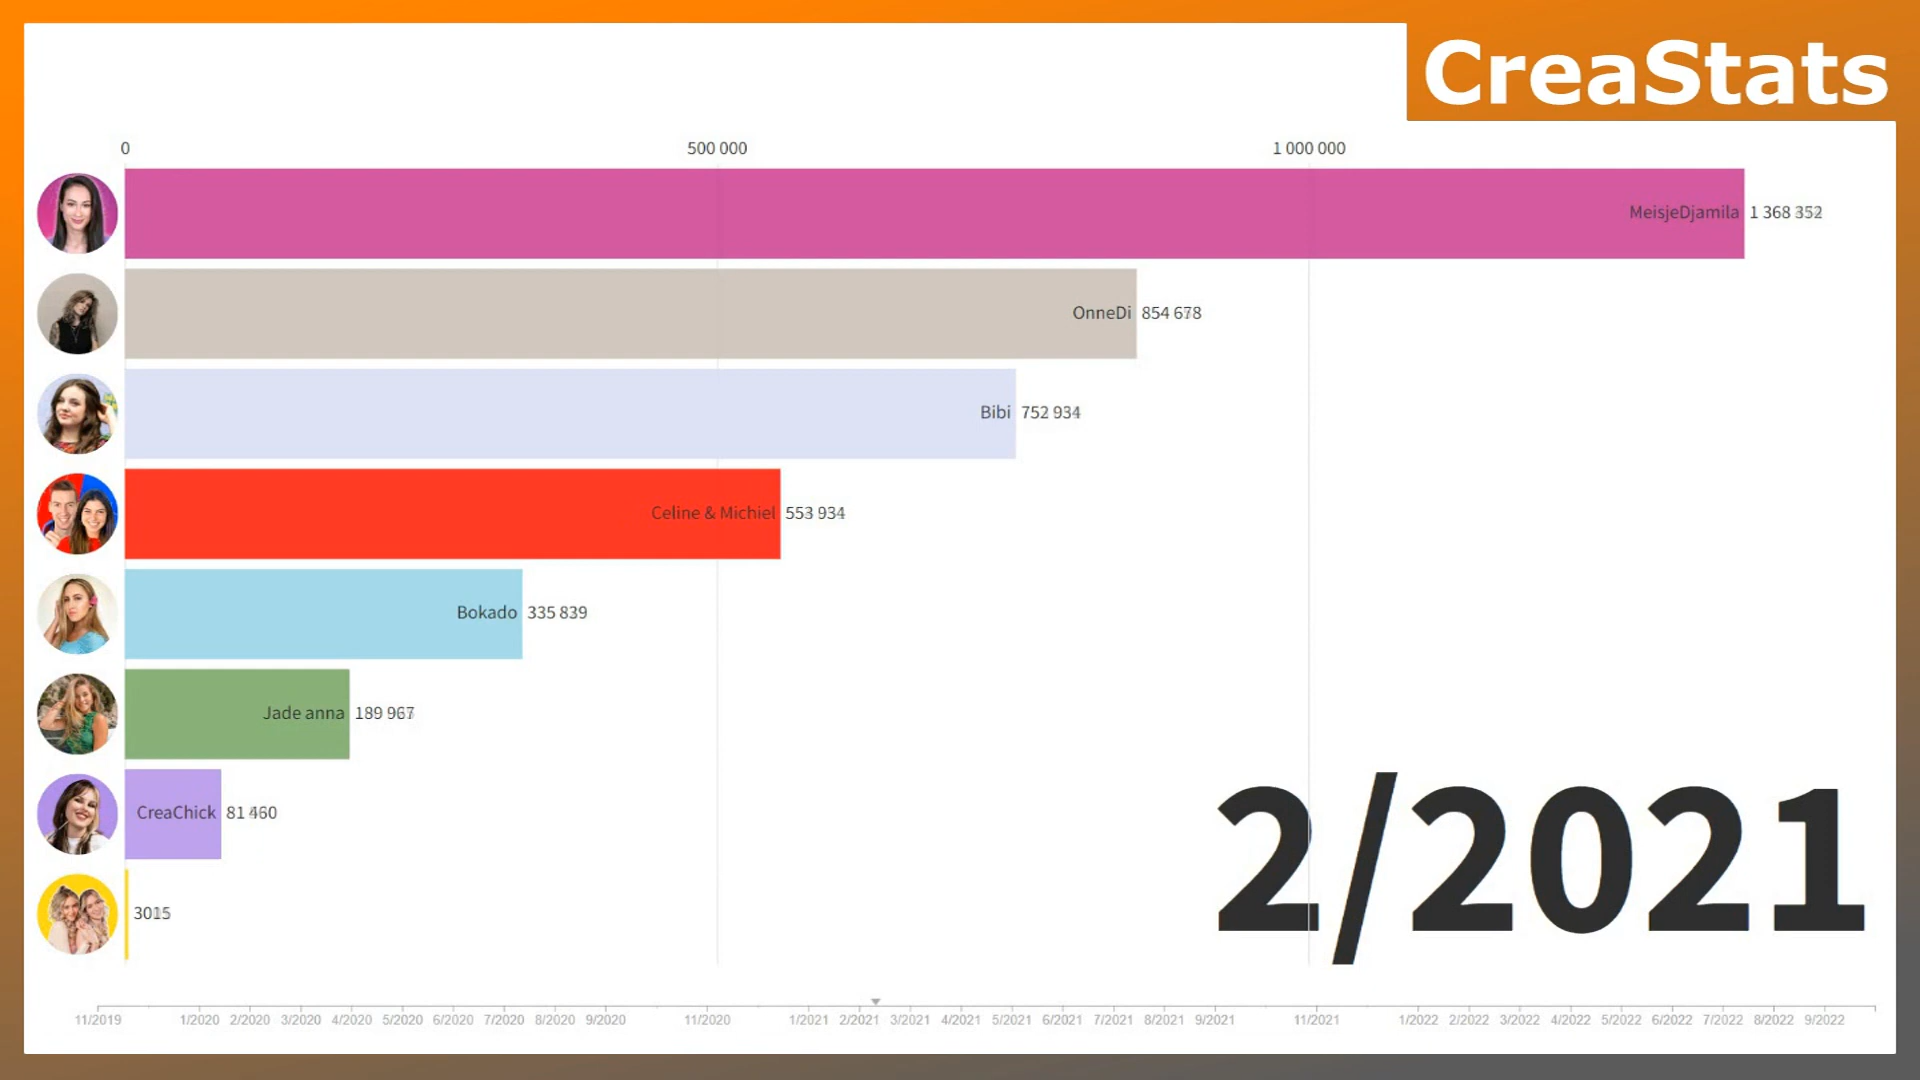 CreaStats
0 500 000 1 000 000
MeisjeDjamila 1 368 352
OnneDi 854 678
Bibi 752 934
Celine & Michiel 553 934
Bokado 335 839
Jade anna 189 967
CreaChick 81 460
3015
2/2021
11/2019 1/2020 2/2020 3/2020 4/2020 5/2020 6/2020 7/2020 8/2020 9/2020 11/2020 1/2021 2/2021 3/2021 4/2021 5/2021 6/2021 7/2021 8/2021 9/2021 11/2021 1/2022 2/2022 3/2022 4/2022 5/2022 6/2022 7/2022 8/2022 9/2022